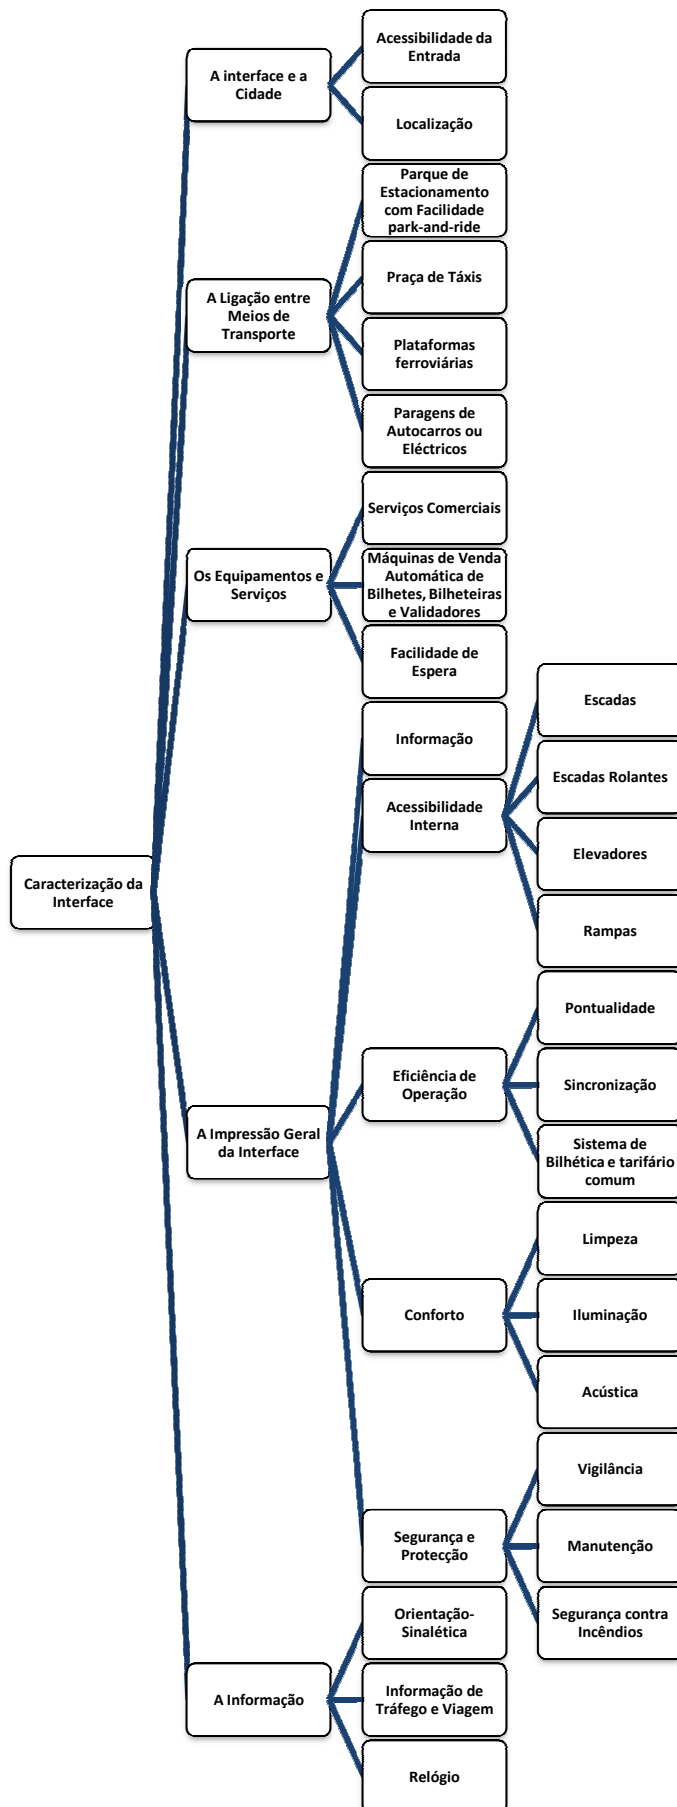 Caracterização da
Interface
A interface e a
Cidade
Acessibilidade da
Entrada
Localização
A Ligação entre
Meios de
Transporte
Parque de
Estacionamento
com Facilidade
park-and-ride
Praça de Táxis
Plataformas
ferroviárias
Paragens de
Autocarros ou
Eléctricos
Os Equipamentos e
Serviços
Serviços Comerciais
Máquinas de Venda
Automática de
Bilhetes, Bilheteiras
e Validadores
Facilidade de
Espera
A Impressão Geral
da Interface
Informação
Acessibilidade
Interna
Escadas
Escadas Rolantes
Elevadores
Rampas
Eficiência de
Operação
Pontualidade
Sincronização
Sistema de
Bilhética e tarifário
comum
Conforto
Limpeza
Iluminação
Acústica
Segurança e
Protecção
Vigilância
Manutenção
Segurança contra
Incêndios
A Informação
Orientação-
Sinalética
Informação de
Tráfego e Viagem
Relógio